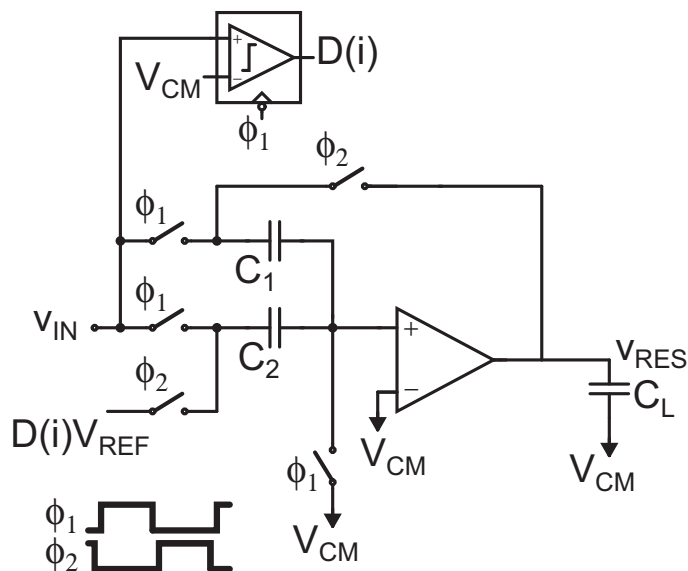 +
−
V_CM
D(i)
ϕ1
ϕ2
ϕ1
C1
ϕ1
v_IN
C2
+
−
v_RES
C_L
ϕ2
D(i)V_REF
V_CM
V_CM
ϕ1
V_CM
ϕ1
ϕ2